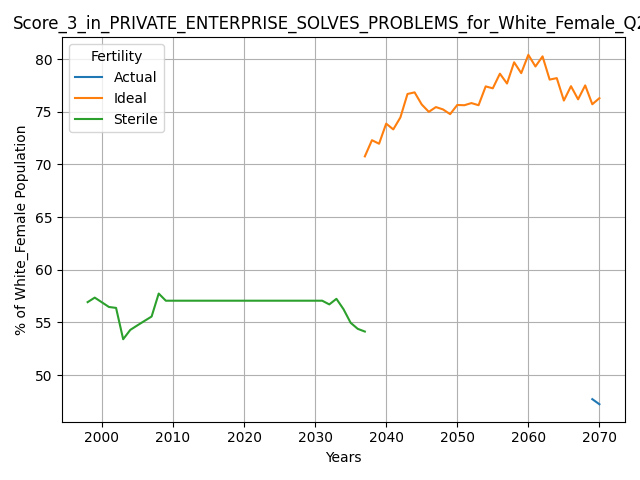 Score_3_in_PRIVATE_ENTERPRISE_SOLVES_PROBLEMS_for_White_Female_Q2
Fertility
Actual
Ideal
Sterile
% of White_Female Population
80
75
70
65
60
55
50
2000 2010 2020 2030 2040 2050 2060 2070
Years